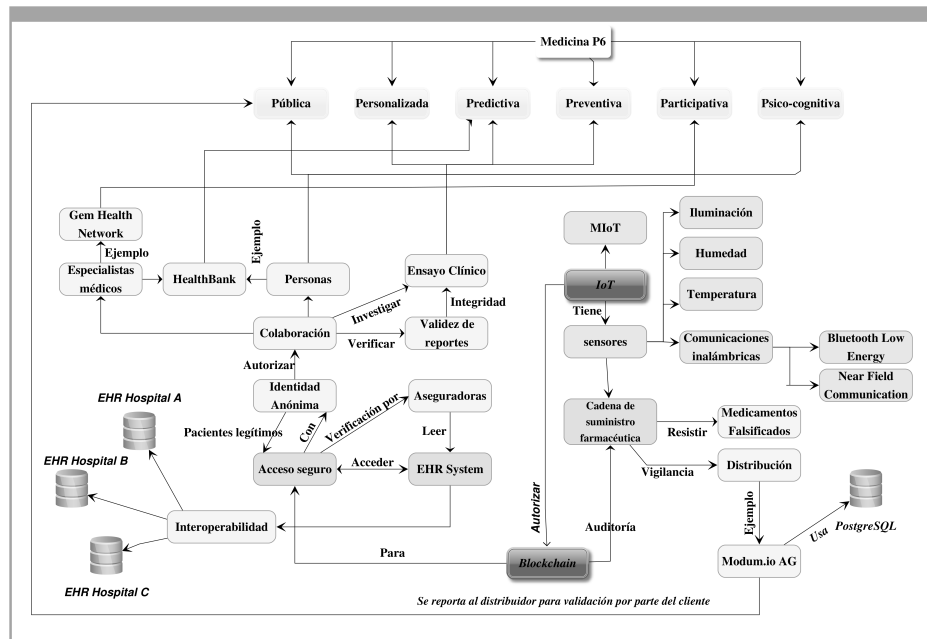 Medicina P6
Pública
Personalizada
Predictiva
Preventiva
Participativa
Psico-cognitiva
Gem Health
Network
Ejemplo
Especialistas
médicos
HealthBank
Ejemplo
Personas
Ensayo Clínico
Investigar
Integridad
Colaboración
Verificar
Validez de
reportes
Autorizar
Identidad
Anónima
Pacientes legítimos
Con
Verificación por
Aseguradoras
Leer
Acceso seguro
Acceder
EHR System
EHR Hospital A
EHR Hospital B
EHR Hospital C
Interoperabilidad
Para
MIoT
IoT
Tiene
sensores
Iluminación
Humedad
Temperatura
Comunicaciones
inalámbricas
Bluetooth Low
Energy
Near Field
Communication
Cadena de
suministro
farmacéutica
Resistir
Medicamentos
Falsificados
Vigilancia
Distribución
Autorizar
Auditoría
Ejemplo
Usa
PostgreSQL
Blockchain
Modum.io AG
Se reporta al distribuidor para validación por parte del cliente